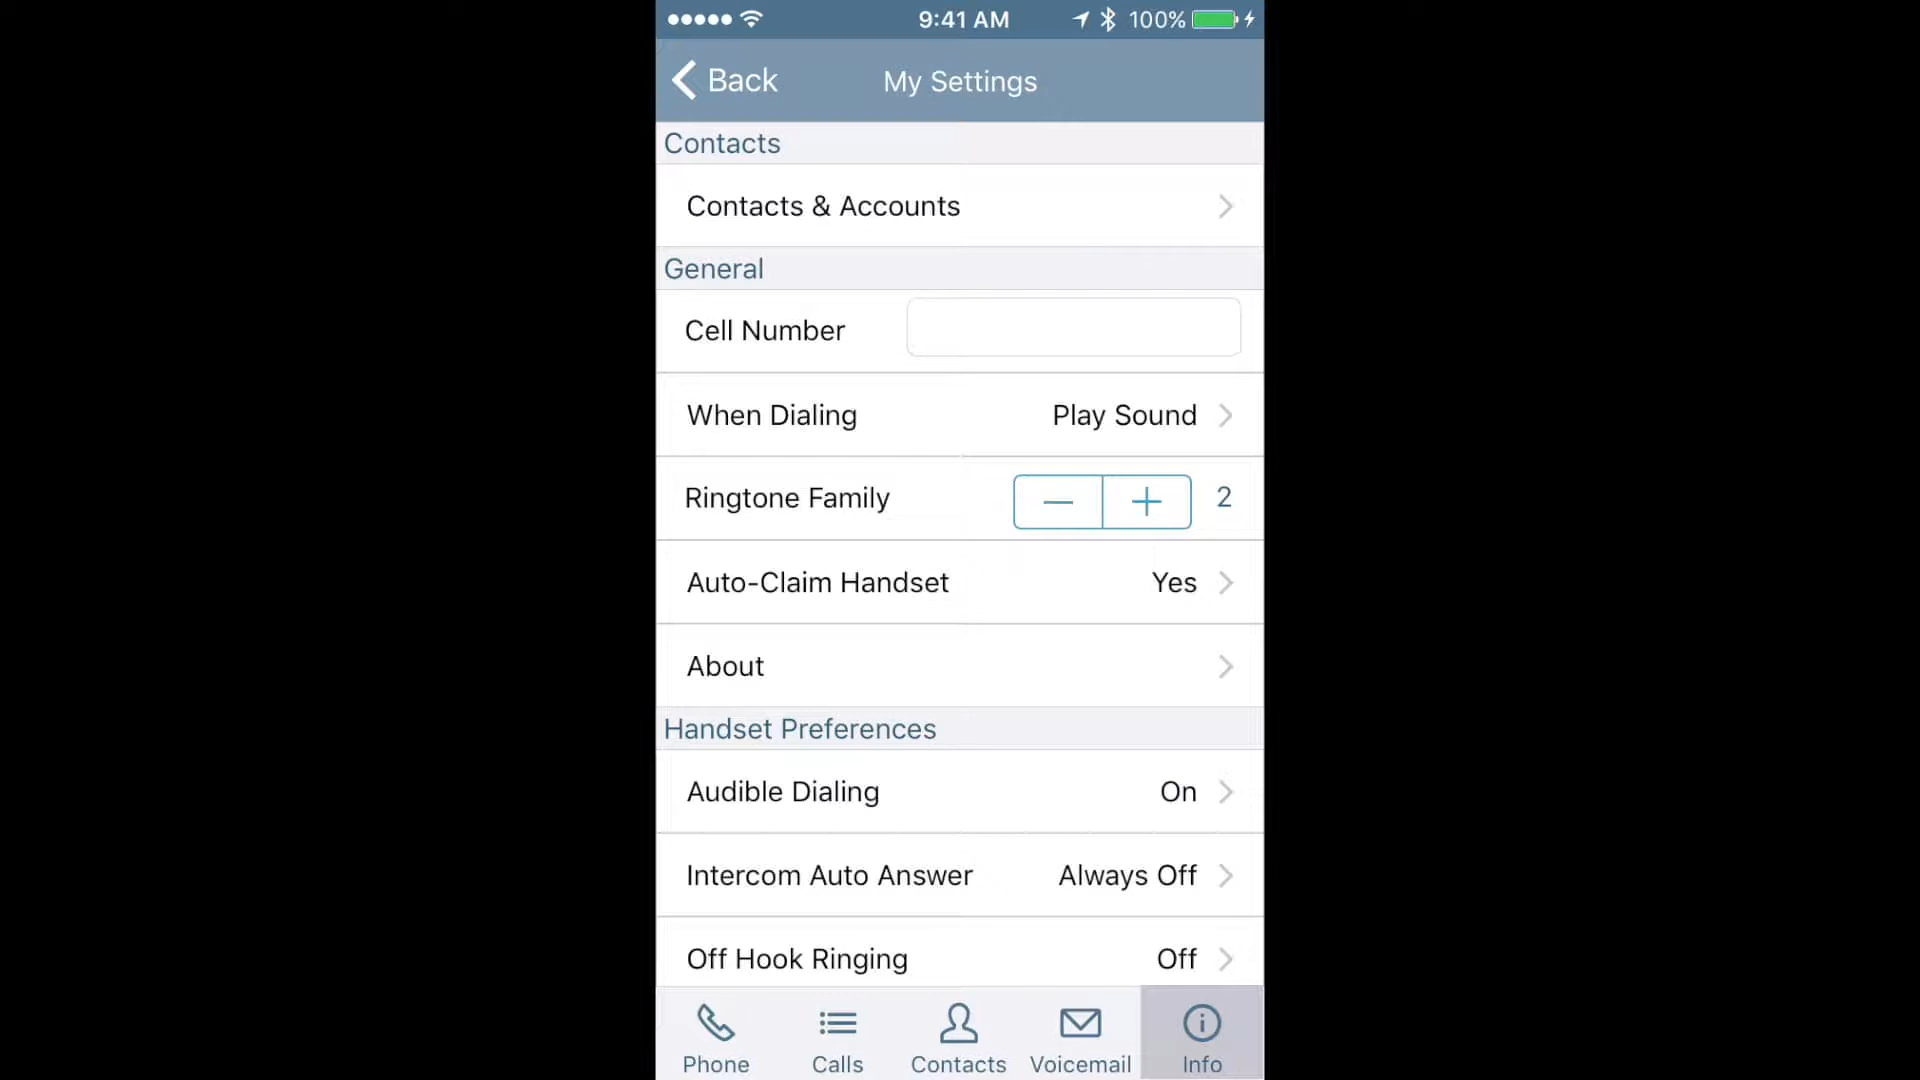 9:41 AM 100%
Back My Settings
Contacts
Contacts & Accounts
General
Cell Number
When Dialing Play Sound
Ringtone Family 2
Auto-Claim Handset Yes
About
Handset Preferences
Audible Dialing On
Intercom Auto Answer Always Off
Off Hook Ringing Off
Phone Calls Contacts Voicemail Info